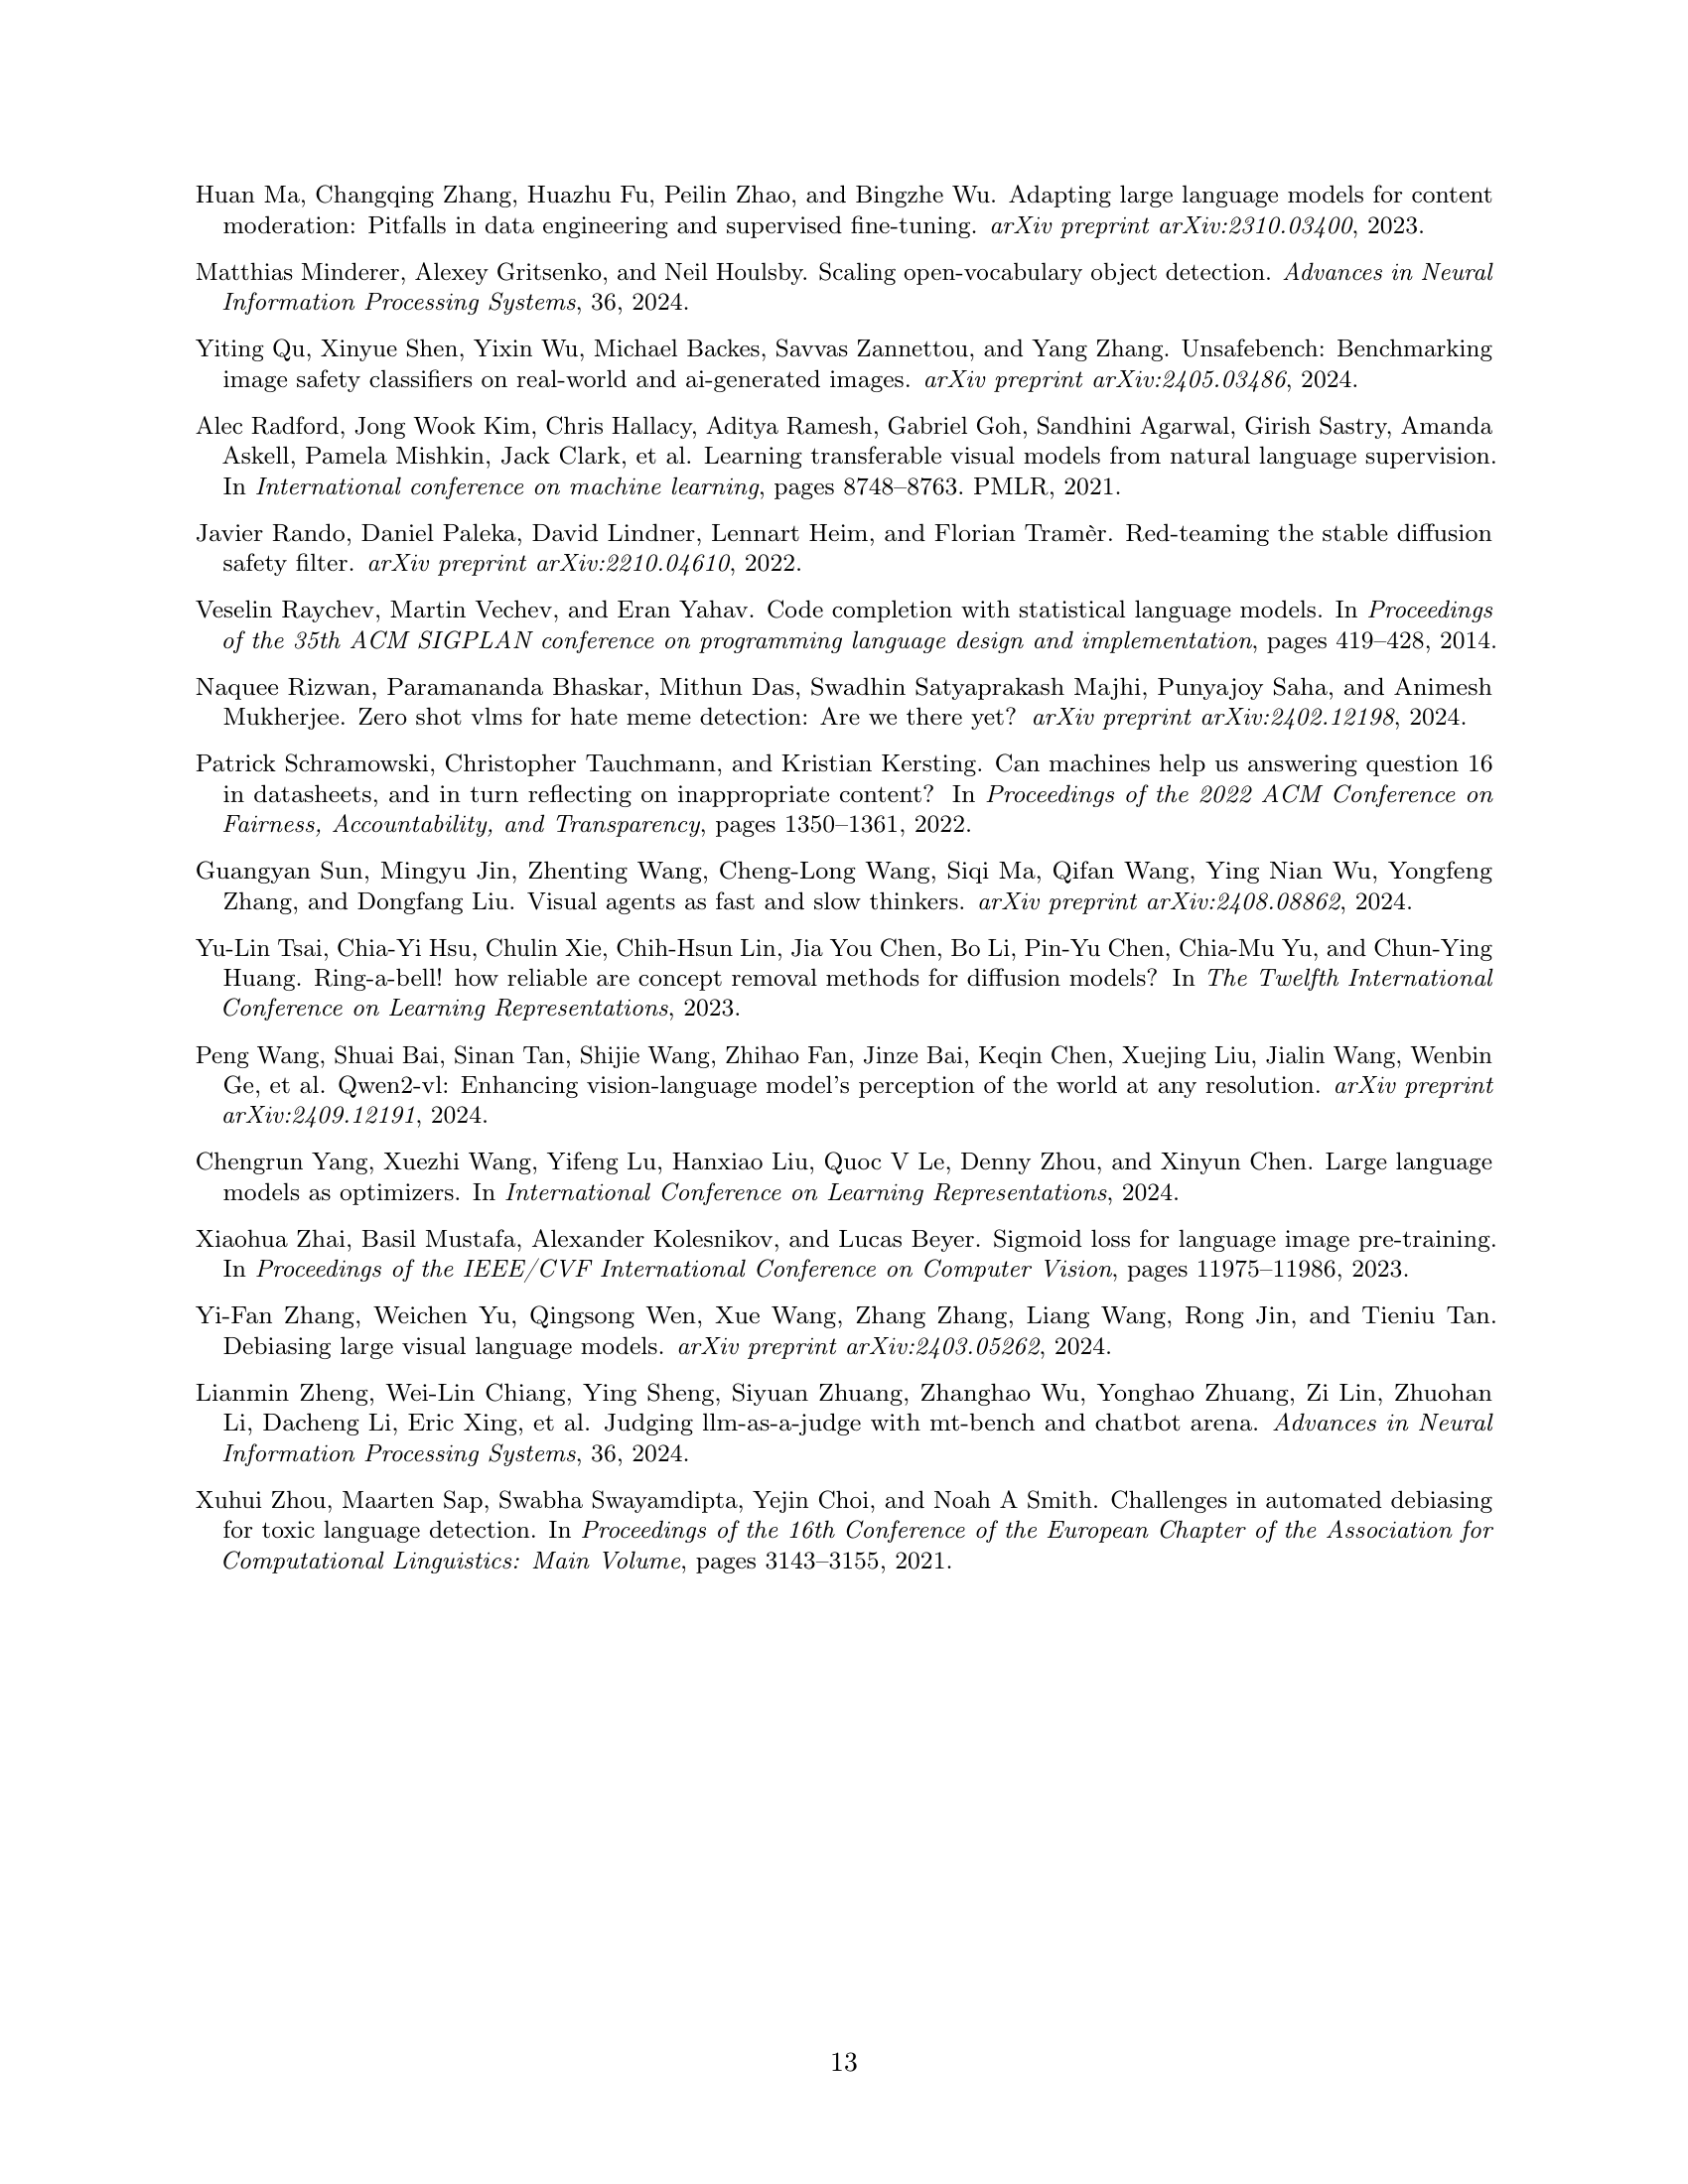 Huan Ma, Changqing Zhang, Huazhu Fu, Peilin Zhao, and Bingzhe Wu. Adapting large language models for content
moderation: Pitfalls in data engineering and supervised fine-tuning. arXiv preprint arXiv:2310.03400, 2023.
Matthias Minderer, Alexey Gritsenko, and Neil Houlsby. Scaling open-vocabulary object detection. Advances in Neural
Information Processing Systems, 36, 2024.
Yiting Qu, Xinyue Shen, Yixin Wu, Michael Backes, Savvas Zannettou, and Yang Zhang. Unsafebench: Benchmarking
image safety classifiers on real-world and ai-generated images. arXiv preprint arXiv:2405.03486, 2024.
Alec Radford, Jong Wook Kim, Chris Hallacy, Aditya Ramesh, Gabriel Goh, Sandhini Agarwal, Girish Sastry, Amanda
Askell, Pamela Mishkin, Jack Clark, et al. Learning transferable visual models from natural language supervision.
In International conference on machine learning, pages 8748–8763. PMLR, 2021.
Javier Rando, Daniel Paleka, David Lindner, Lennart Heim, and Florian Tramèr. Red-teaming the stable diffusion
safety filter. arXiv preprint arXiv:2210.04610, 2022.
Veselin Raychev, Martin Vechev, and Eran Yahav. Code completion with statistical language models. In Proceedings
of the 35th ACM SIGPLAN conference on programming language design and implementation, pages 419–428, 2014.
Naquee Rizwan, Paramananda Bhaskar, Mithun Das, Swadhin Satyaprakash Majhi, Punyajoy Saha, and Animesh
Mukherjee. Zero shot vlms for hate meme detection: Are we there yet? arXiv preprint arXiv:2402.12198, 2024.
Patrick Schramowski, Christopher Tauchmann, and Kristian Kersting. Can machines help us answering question 16
in datasheets, and in turn reflecting on inappropriate content? In Proceedings of the 2022 ACM Conference on
Fairness, Accountability, and Transparency, pages 1350–1361, 2022.
Guangyan Sun, Mingyu Jin, Zhenting Wang, Cheng-Long Wang, Siqi Ma, Qifan Wang, Ying Nian Wu, Yongfeng
Zhang, and Dongfang Liu. Visual agents as fast and slow thinkers. arXiv preprint arXiv:2408.08862, 2024.
Yu-Lin Tsai, Chia-Yi Hsu, Chulin Xie, Chih-Hsun Lin, Jia You Chen, Bo Li, Pin-Yu Chen, Chia-Mu Yu, and Chun-Ying
Huang. Ring-a-bell! how reliable are concept removal methods for diffusion models? In The Twelfth International
Conference on Learning Representations, 2023.
Peng Wang, Shuai Bai, Sinan Tan, Shijie Wang, Zhihao Fan, Jinze Bai, Keqin Chen, Xuejing Liu, Jialin Wang, Wenbin
Ge, et al. Qwen2-vl: Enhancing vision-language model's perception of the world at any resolution. arXiv preprint
arXiv:2409.12191, 2024.
Chengrun Yang, Xuezhi Wang, Yifeng Lu, Hanxiao Liu, Quoc V Le, Denny Zhou, and Xinyun Chen. Large language
models as optimizers. In International Conference on Learning Representations, 2024.
Xiaohua Zhai, Basil Mustafa, Alexander Kolesnikov, and Lucas Beyer. Sigmoid loss for language image pre-training.
In Proceedings of the IEEE/CVF International Conference on Computer Vision, pages 11975–11986, 2023.
Yi-Fan Zhang, Weichen Yu, Qingsong Wen, Xue Wang, Zhang Zhang, Liang Wang, Rong Jin, and Tieniu Tan.
Debiasing large visual language models. arXiv preprint arXiv:2403.05262, 2024.
Lianmin Zheng, Wei-Lin Chiang, Ying Sheng, Siyuan Zhuang, Zhanghao Wu, Yonghao Zhuang, Zi Lin, Zhuohan
Li, Dacheng Li, Eric Xing, et al. Judging llm-as-a-judge with mt-bench and chatbot arena. Advances in Neural
Information Processing Systems, 36, 2024.
Xuhui Zhou, Maarten Sap, Swabha Swayamdipta, Yejin Choi, and Noah A Smith. Challenges in automated debiasing
for toxic language detection. In Proceedings of the 16th Conference of the European Chapter of the Association for
Computational Linguistics: Main Volume, pages 3143–3155, 2021.
13